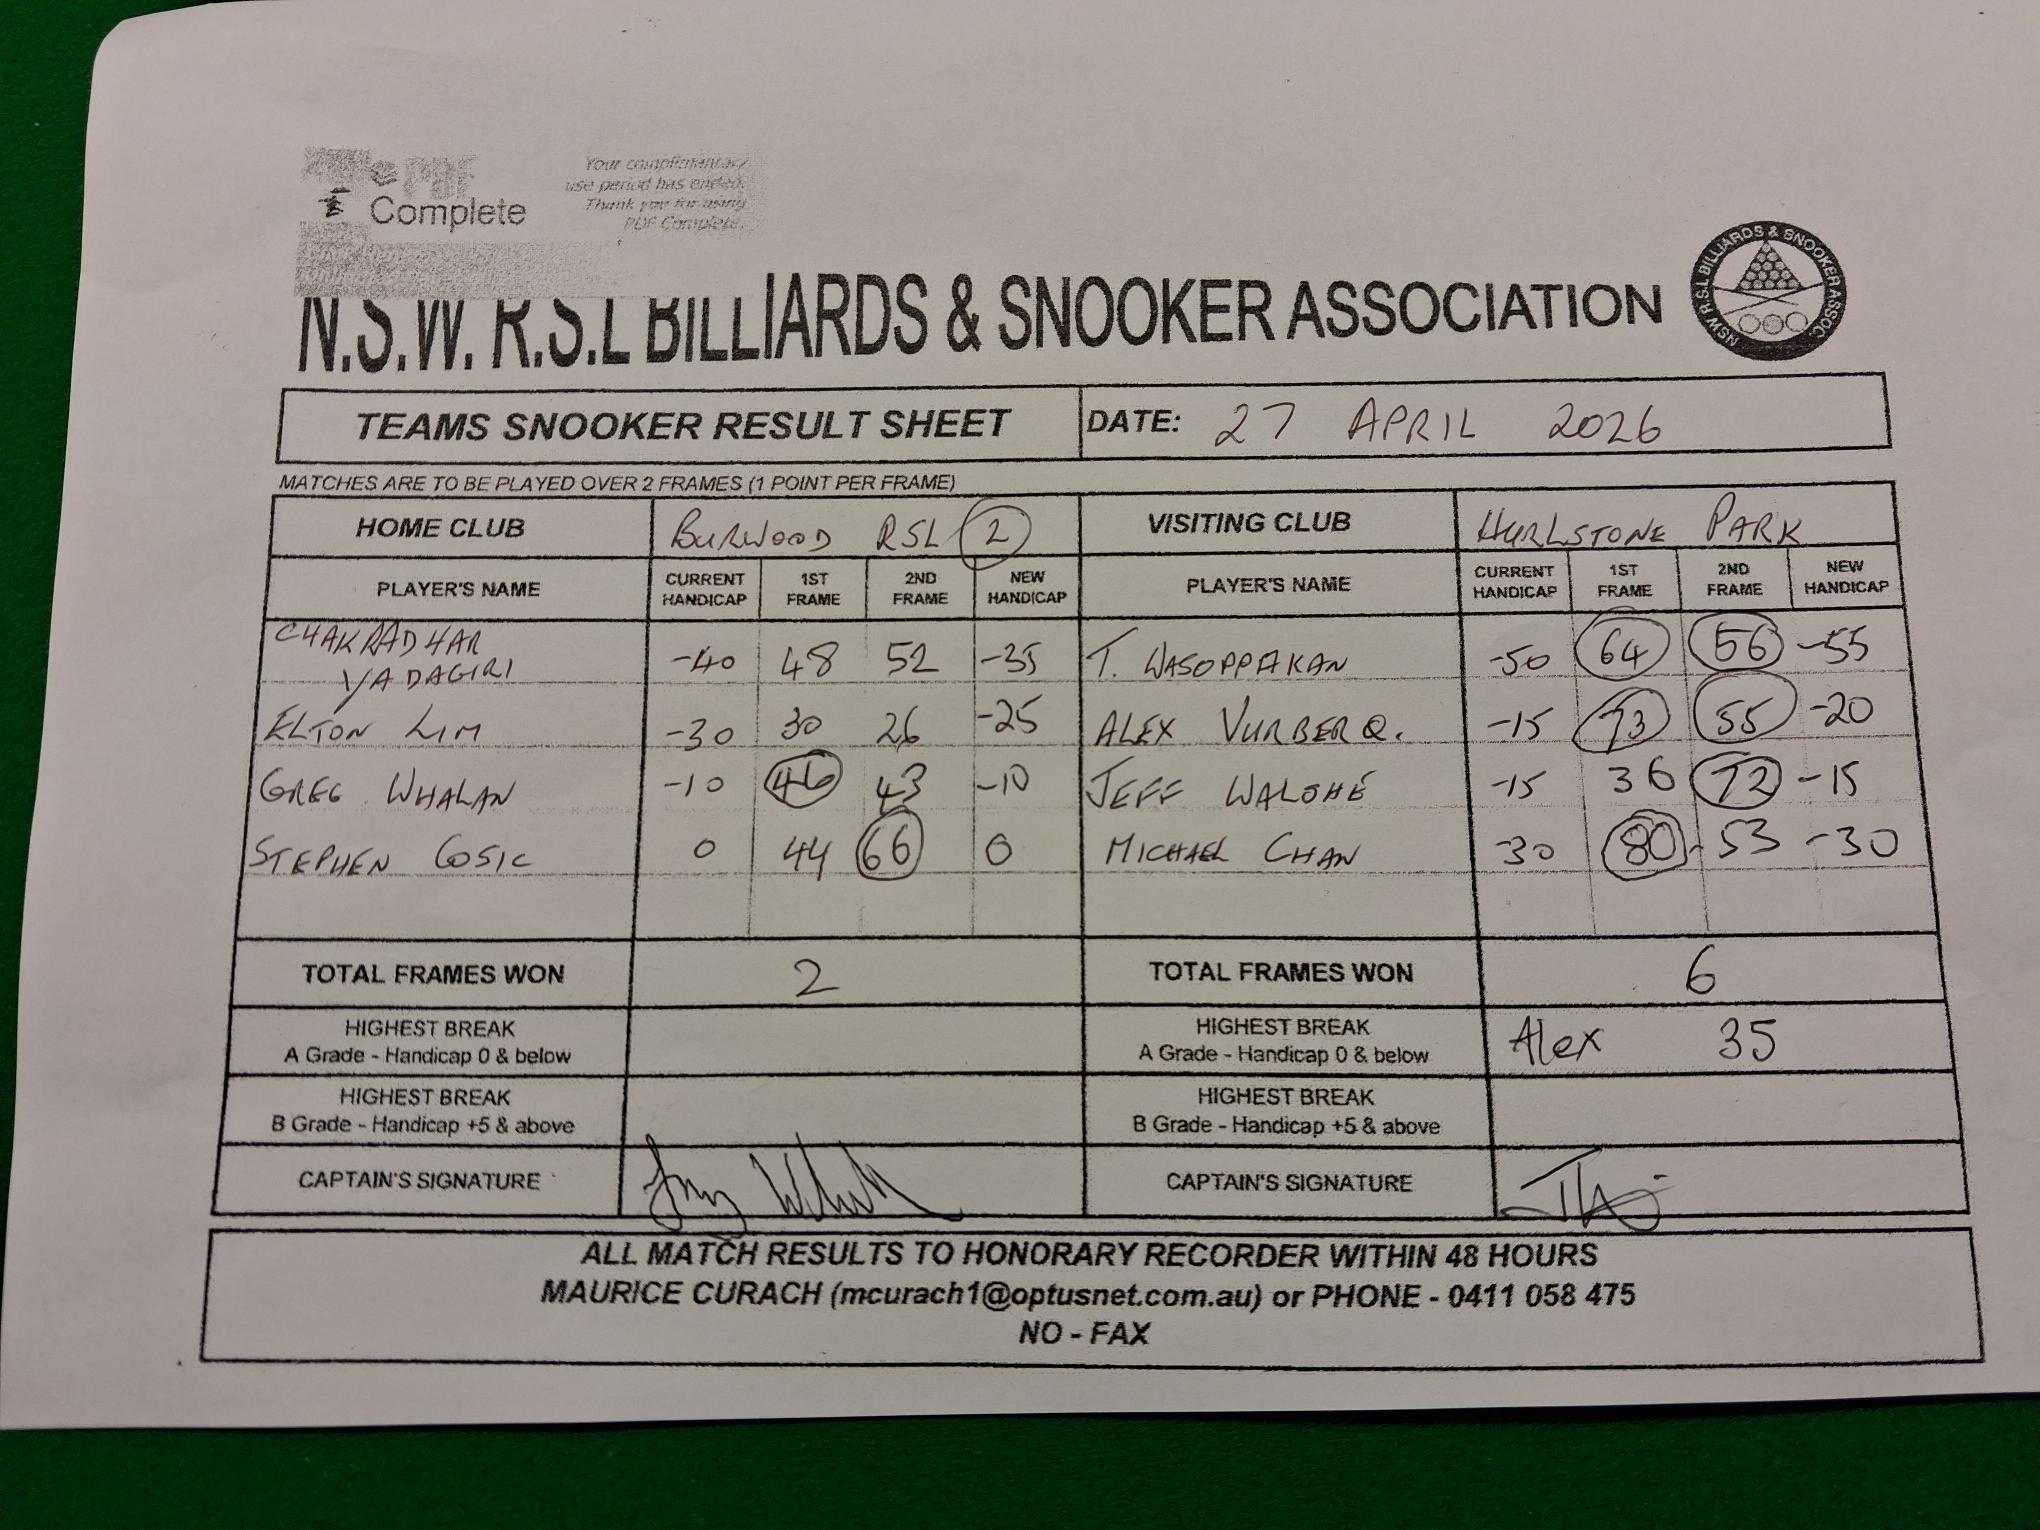 PDF
Complete
Your complimentary
use period has ended.
Thank you for using
PDF Complete.
N.S.W. R.S.L BILLIARDS & SNOOKER ASSOCIATION
NSW R.S.L BILLIARDS & SNOOKER ASSOC.
TEAMS SNOOKER RESULT SHEET DATE: 27 APRIL 2026
MATCHES ARE TO BE PLAYED OVER 2 FRAMES (1 POINT PER FRAME)
HOME CLUB BURWOOD RSL 2 VISITING CLUB HURLSTONE PARK
PLAYER'S NAME CURRENT HANDICAP 1ST FRAME 2ND FRAME NEW HANDICAP PLAYER'S NAME CURRENT HANDICAP 1ST FRAME 2ND FRAME NEW HANDICAP
CHAKRADHAR YADAGIRI -40 48 52 -35 T. WASOPPAKAN -50 64 56 -55
ELTON LIM -30 30 26 -25 ALEX VURBERQ. -15 73 55 -20
GREG WHALAN -10 46 43 -10 JEFF WALSHE -15 36 72 -15
STEPHEN COSIC 0 44 66 0 MICHAEL CHAN -30 80 53 -30
TOTAL FRAMES WON 2 TOTAL FRAMES WON 6
HIGHEST BREAK A Grade - Handicap 0 & below HIGHEST BREAK A Grade - Handicap 0 & below Alex 35
HIGHEST BREAK B Grade - Handicap +5 & above HIGHEST BREAK B Grade - Handicap +5 & above
CAPTAIN'S SIGNATURE CAPTAIN'S SIGNATURE
ALL MATCH RESULTS TO HONORARY RECORDER WITHIN 48 HOURS
MAURICE CURACH (mcurach1@optusnet.com.au) or PHONE - 0411 058 475
NO - FAX